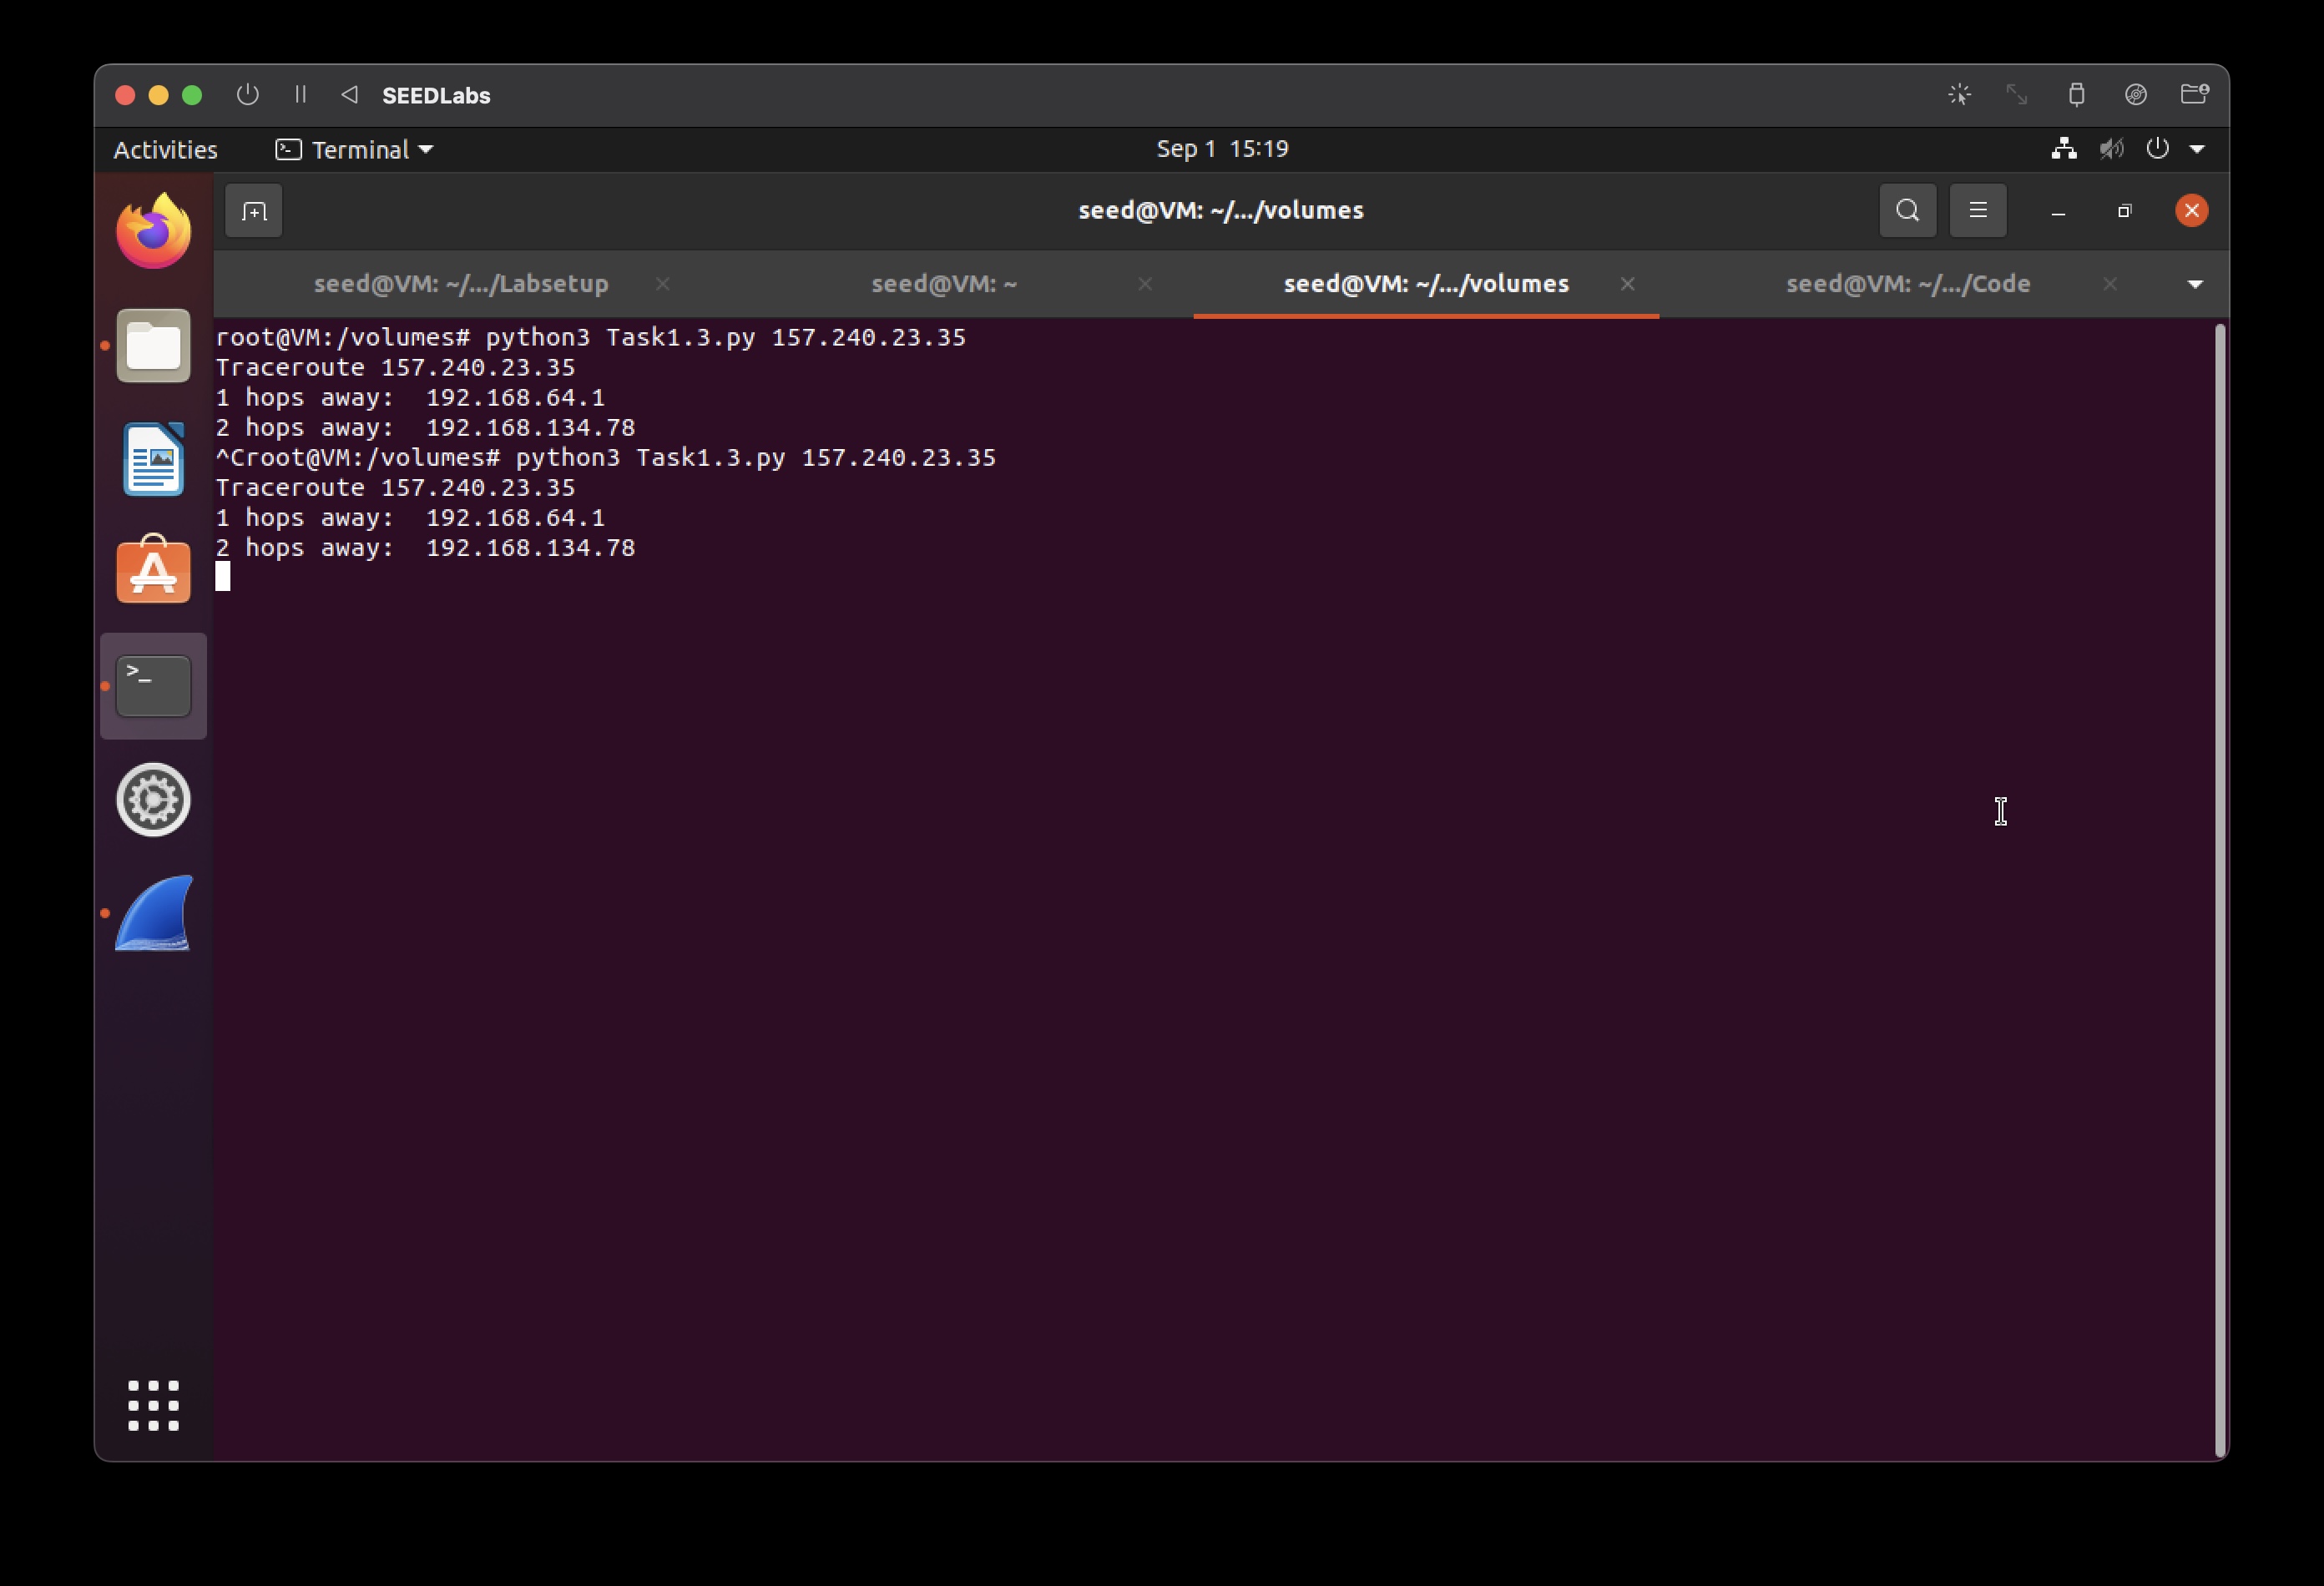 SEEDLabs
Activities
Terminal
Sep 1 15:19
seed@VM: ~/.../volumes
seed@VM: ~/.../Labsetup
seed@VM: ~
seed@VM: ~/.../volumes
seed@VM: ~/.../Code
root@VM:/volumes# python3 Task1.3.py 157.240.23.35
Traceroute 157.240.23.35
1 hops away:  192.168.64.1
2 hops away:  192.168.134.78
^Croot@VM:/volumes# python3 Task1.3.py 157.240.23.35
Traceroute 157.240.23.35
1 hops away:  192.168.64.1
2 hops away:  192.168.134.78